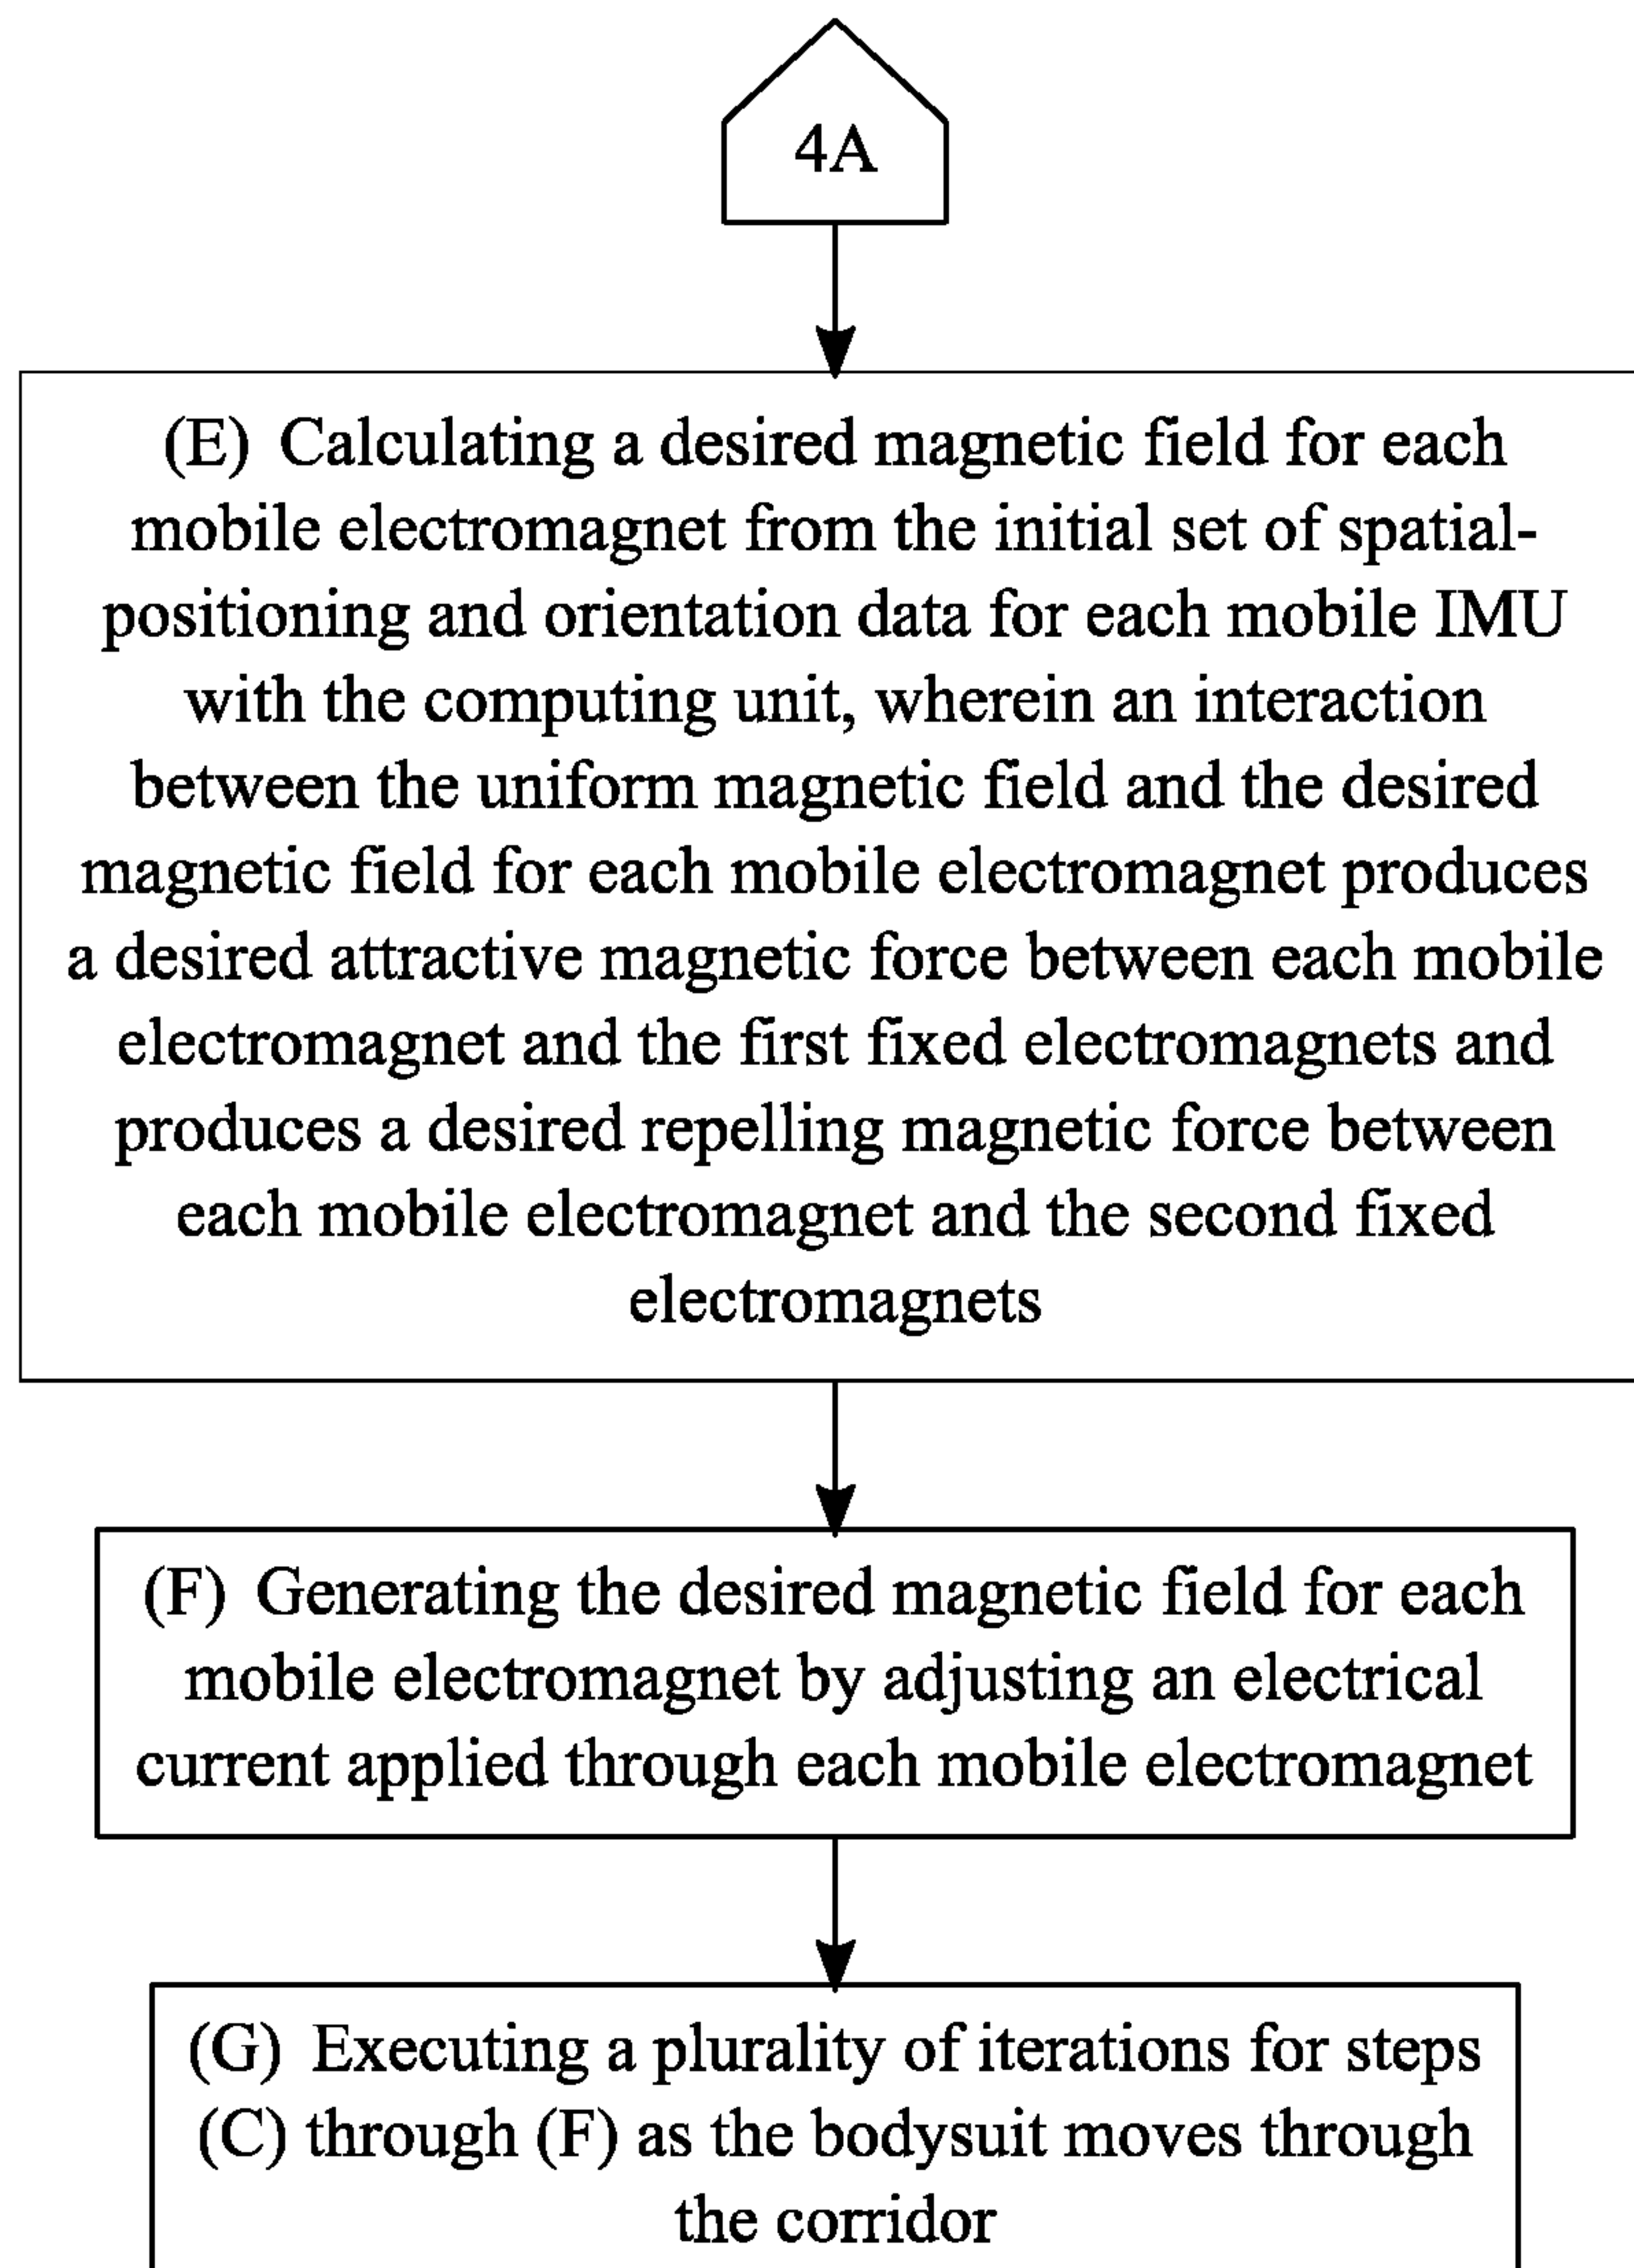 4A
(E) Calculating a desired magnetic field for each
mobile electromagnet from the initial set of spatial-
positioning and orientation data for each mobile IMU
with the computing unit, wherein an interaction
between the uniform magnetic field and the desired
magnetic field for each mobile electromagnet produces
a desired attractive magnetic force between each mobile
electromagnet and the first fixed electromagnets and
produces a desired repelling magnetic force between
each mobile electromagnet and the second fixed
electromagnets
(F) Generating the desired magnetic field for each
mobile electromagnet by adjusting an electrical
current applied through each mobile electromagnet
(G) Executing a plurality of iterations for steps
(C) through (F) as the bodysuit moves through
the corridor